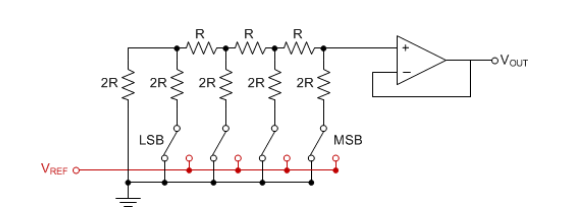 R R R
2R 2R 2R 2R 2R
+
−
VOUT
LSB MSB
VREF